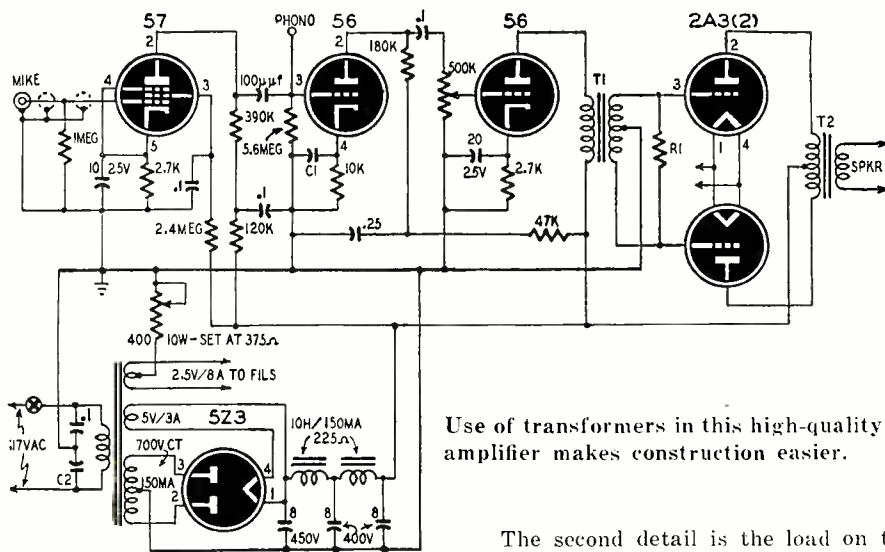 57
PHONO
56
56
2A3(2)
2
2
.1
2
2
MIKE
4
3
100µµf
3
180K
500K
T1
3
390K
5.6MEG
T2
1MEG
5
4
20
1
4
R1
10
25V
2.7K
.1
C1
10K
25V
2.7K
SPKR
2.4MEG
.1
120K
.25
47K
400
10W-SET AT 375Ω
2.5V/8A TO FILS
5V/3A
5Z3
10H/150MA
225Ω
117VAC
.1
700V CT
3
4
C2
150MA
2
1
8
450V
8
400V
8
Use of transformers in this high-quality
amplifier makes construction easier.
The second detail is the load on t